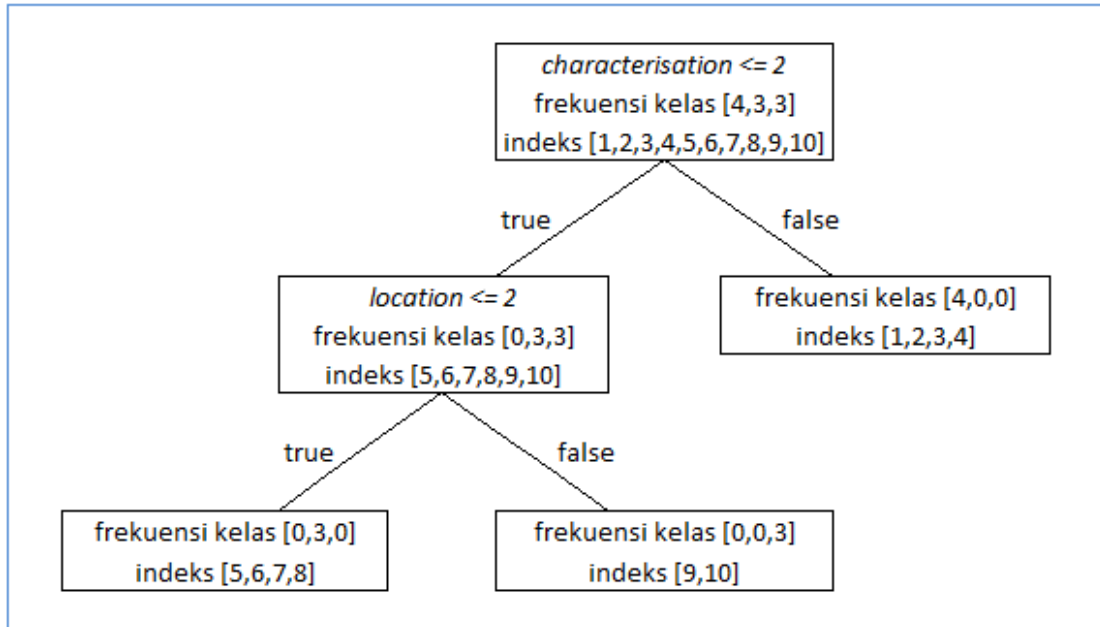 characterisation <= 2
frekuensi kelas [4,3,3]
indeks [1,2,3,4,5,6,7,8,9,10]
true
false
location <= 2
frekuensi kelas [0,3,3]
indeks [5,6,7,8,9,10]
frekuensi kelas [4,0,0]
indeks [1,2,3,4]
true
false
frekuensi kelas [0,3,0]
indeks [5,6,7,8]
frekuensi kelas [0,0,3]
indeks [9,10]